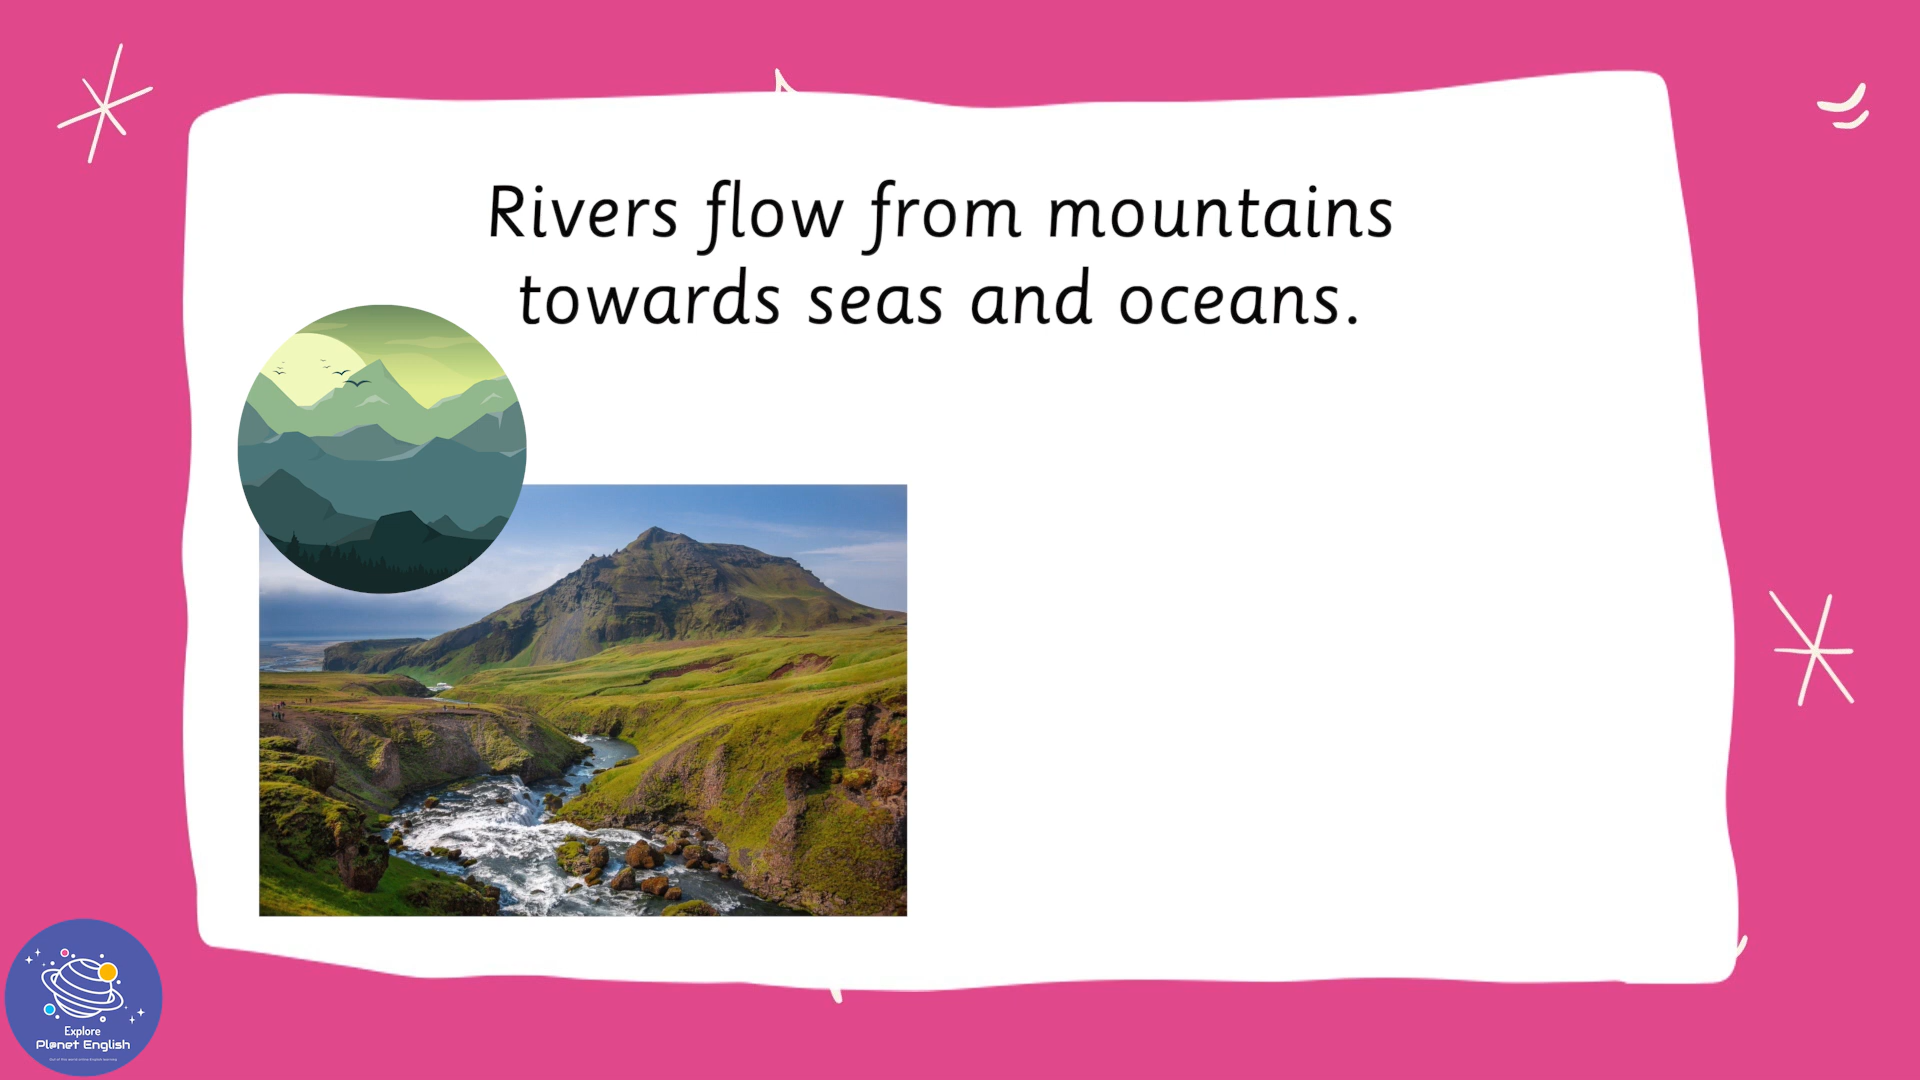 Rivers flow from mountains
towards seas and oceans.
Explore
Planet English